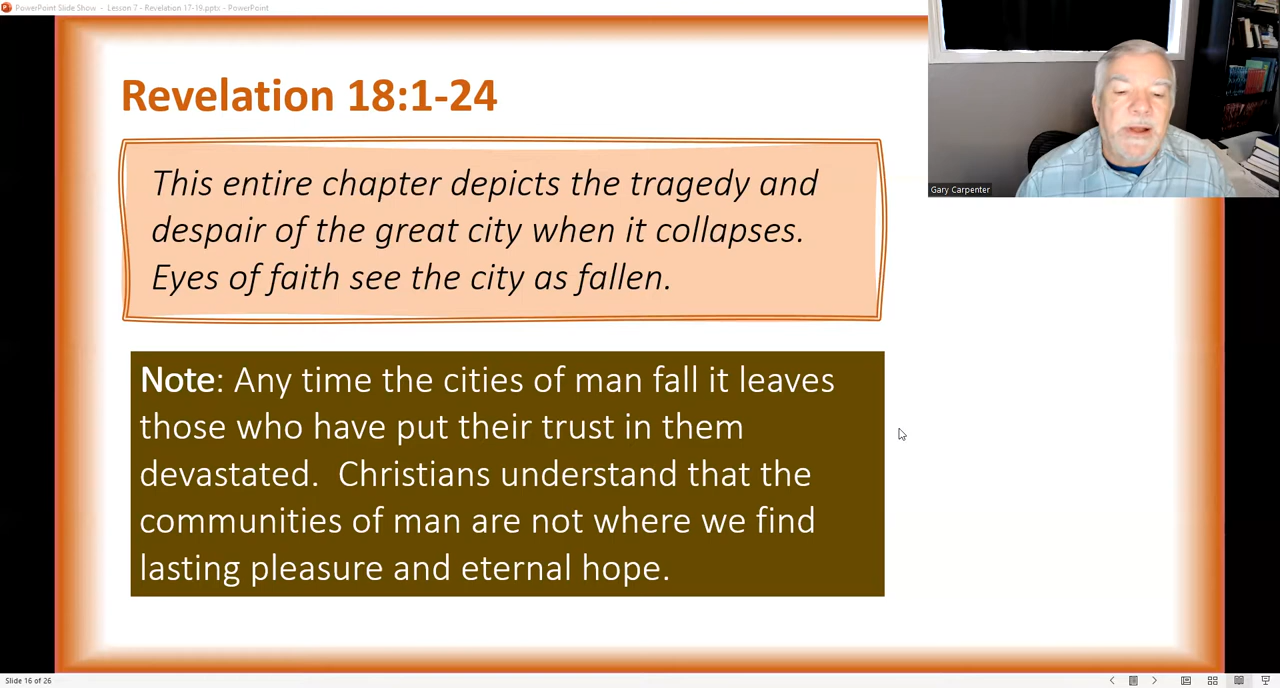 PowerPoint Slide Show - Lesson 7 - Revelation 17-19.pptx - PowerPoint
Gary Carpenter
Revelation 18:1-24
This entire chapter depicts the tragedy and
despair of the great city when it collapses.
Eyes of faith see the city as fallen.
Note: Any time the cities of man fall it leaves
those who have put their trust in them
devastated.  Christians understand that the
communities of man are not where we find
lasting pleasure and eternal hope.
Slide 16 of 26